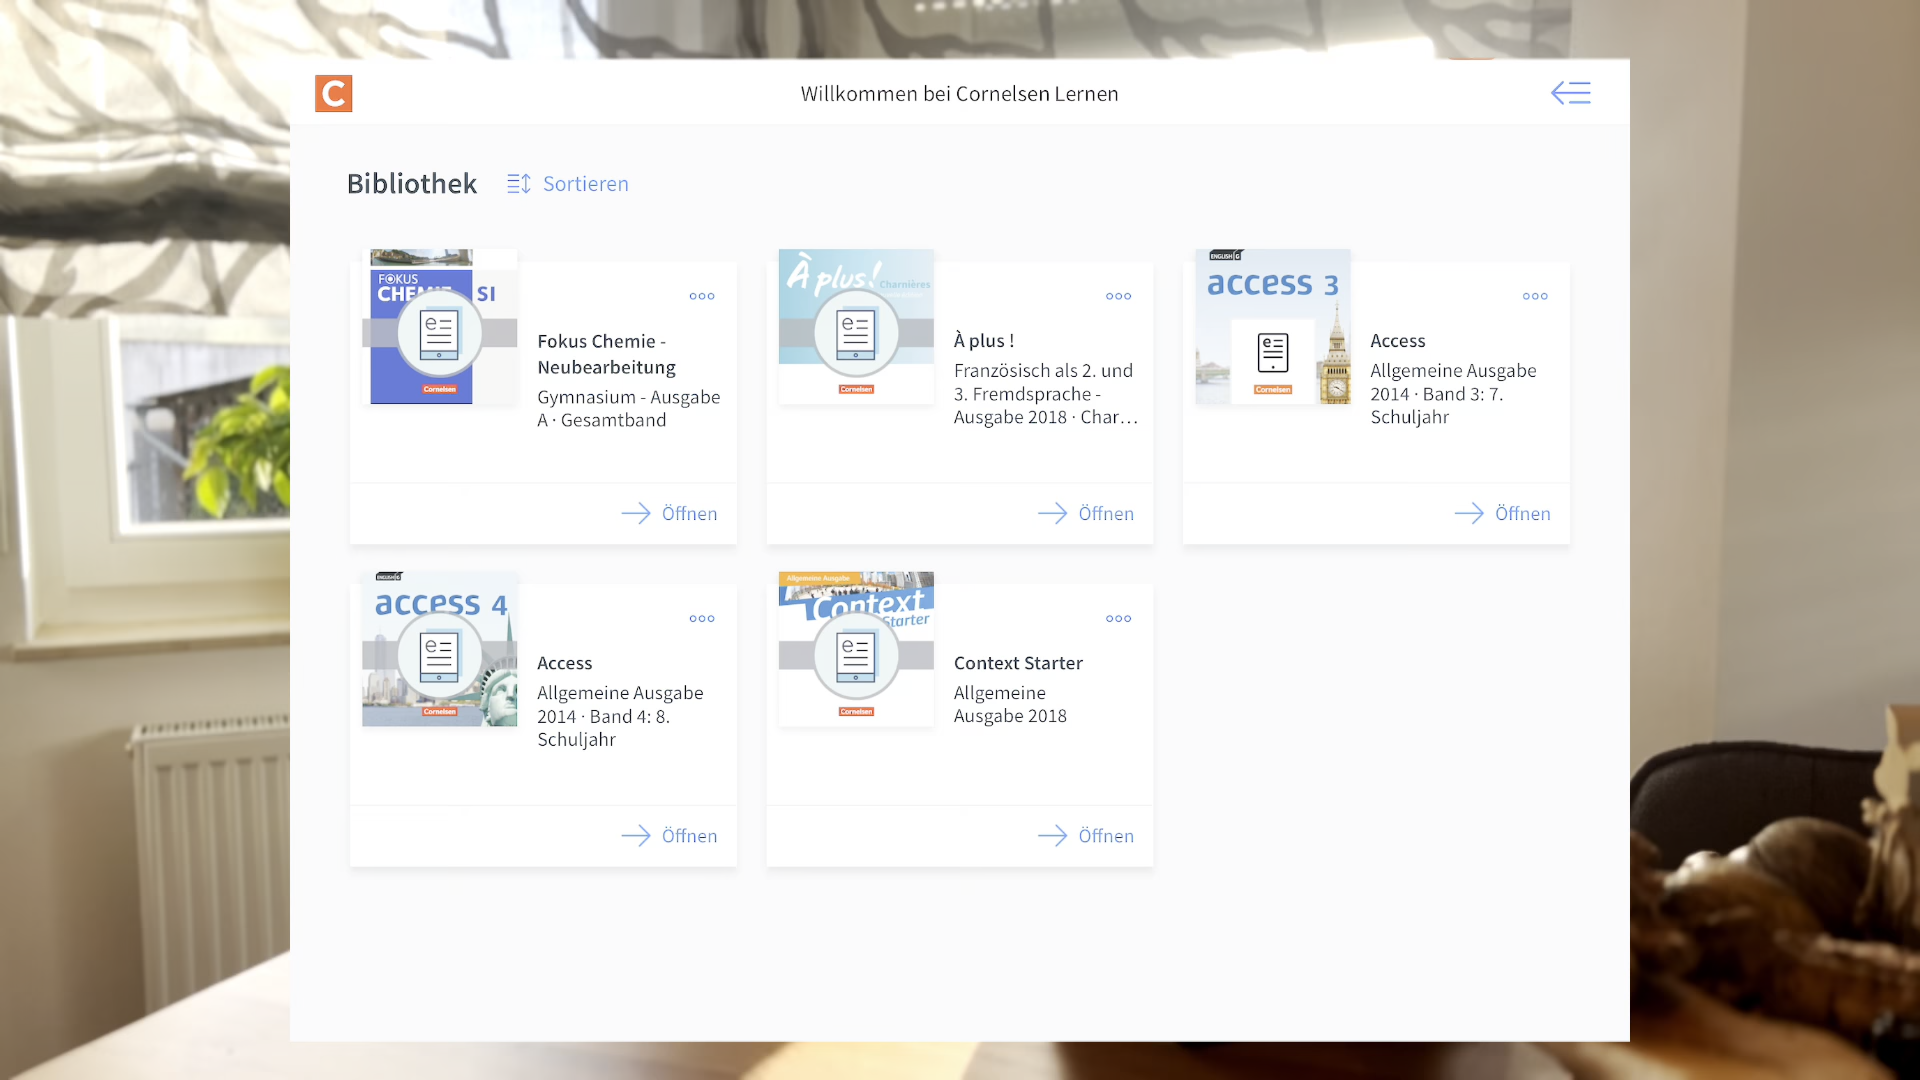 C
Willkommen bei Cornelsen Lernen
Bibliothek
Sortieren
FOKUS
CHEMIE SI
e
Cornelsen
Fokus Chemie -
Neubearbeitung
Gymnasium - Ausgabe
A · Gesamtband
Öffnen
À plus!
Charnières
e
Cornelsen
À plus !
Französisch als 2. und
3. Fremdsprache -
Ausgabe 2018 · Char…
Öffnen
ENGLISH G
access 3
e
Cornelsen
Access
Allgemeine Ausgabe
2014 · Band 3: 7.
Schuljahr
Öffnen
ENGLISH G
access 4
e
Cornelsen
Access
Allgemeine Ausgabe
2014 · Band 4: 8.
Schuljahr
Öffnen
Allgemeine Ausgabe
Context
Starter
e
Cornelsen
Context Starter
Allgemeine
Ausgabe 2018
Öffnen